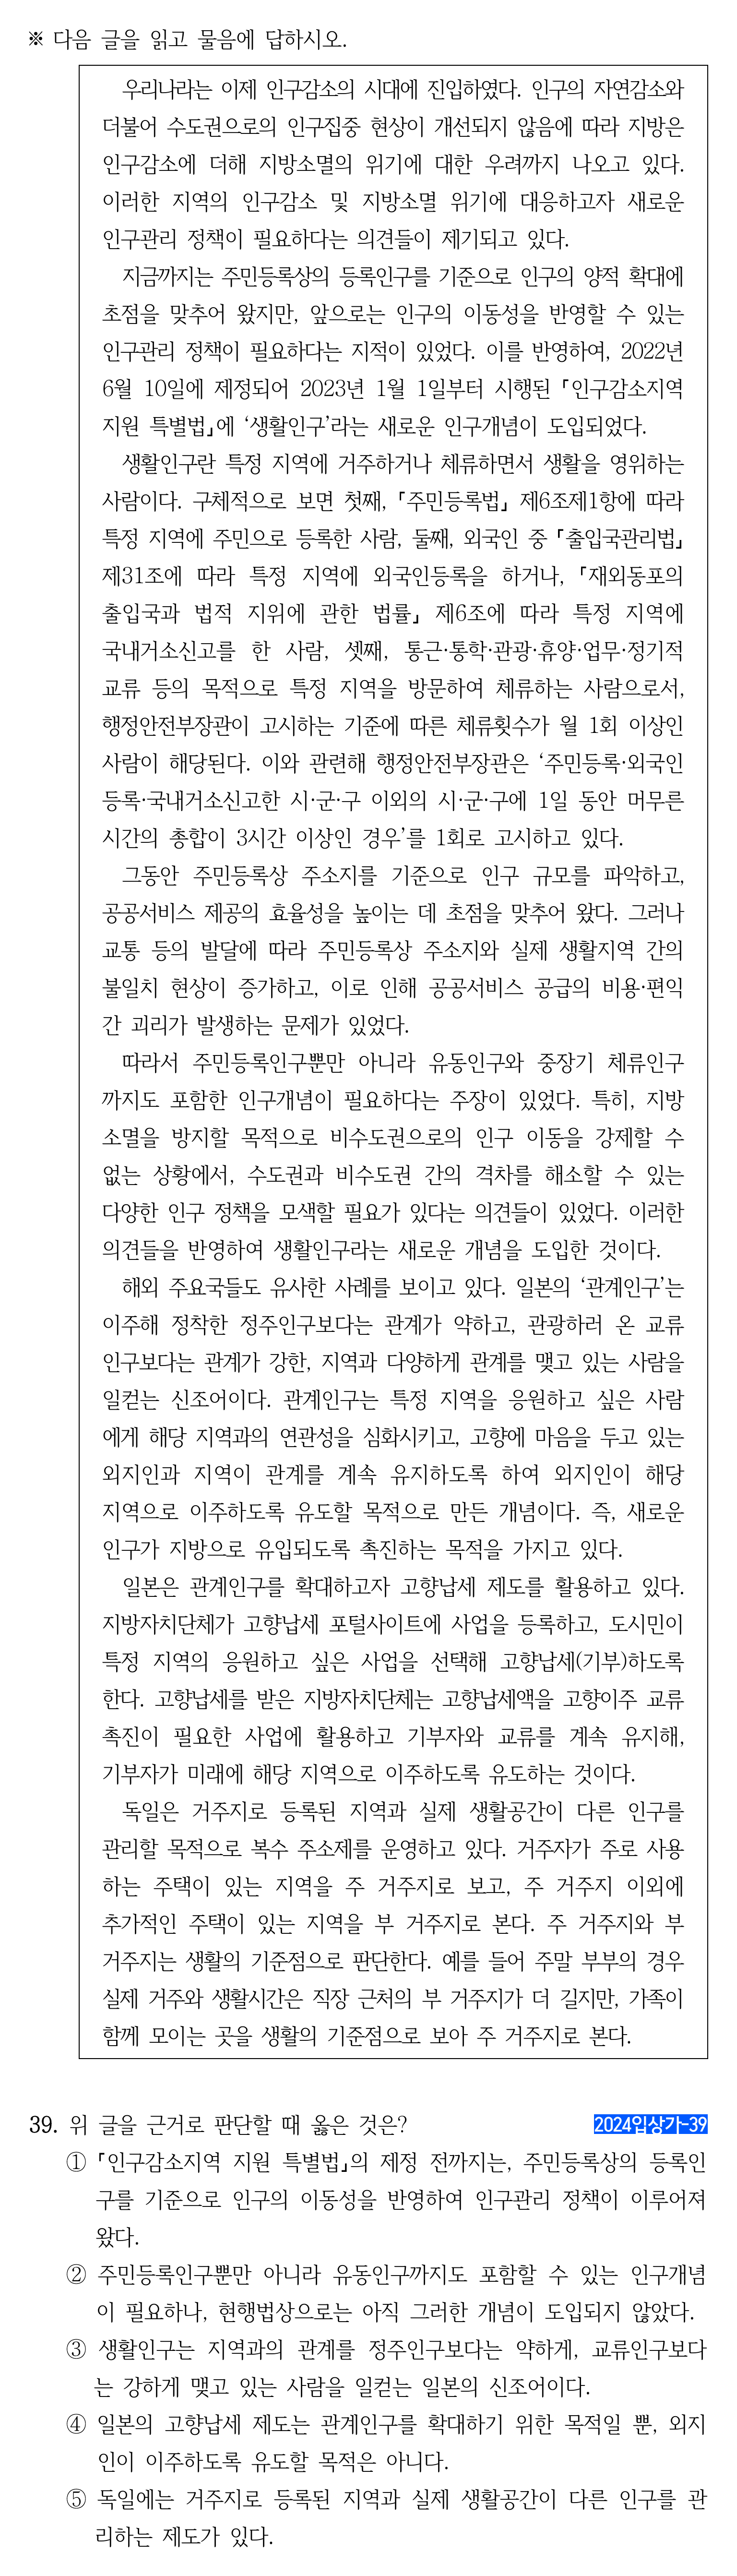 ※ 다음 글을 읽고 물음에 답하시오.
우리나라는 이제 인구감소의 시대에 진입하였다. 인구의 자연감소와
더불어 수도권으로의 인구집중 현상이 개선되지 않음에 따라 지방은
인구감소에 더해 지방소멸의 위기에 대한 우려까지 나오고 있다.
이러한 지역의 인구감소 및 지방소멸 위기에 대응하고자 새로운
인구관리 정책이 필요하다는 의견들이 제기되고 있다.
지금까지는 주민등록상의 등록인구를 기준으로 인구의 양적 확대에
초점을 맞추어 왔지만, 앞으로는 인구의 이동성을 반영할 수 있는
인구관리 정책이 필요하다는 지적이 있었다. 이를 반영하여, 2022년
6월 10일에 제정되어 2023년 1월 1일부터 시행된 「인구감소지역
지원 특별법」에 ‘생활인구’라는 새로운 인구개념이 도입되었다.
생활인구란 특정 지역에 거주하거나 체류하면서 생활을 영위하는
사람이다. 구체적으로 보면 첫째, 「주민등록법」 제6조제1항에 따라
특정 지역에 주민으로 등록한 사람, 둘째, 외국인 중 「출입국관리법」
제31조에 따라 특정 지역에 외국인등록을 하거나, 「재외동포의
출입국과 법적 지위에 관한 법률」 제6조에 따라 특정 지역에
국내거소신고를 한 사람, 셋째, 통근·통학·관광·휴양·업무·정기적
교류 등의 목적으로 특정 지역을 방문하여 체류하는 사람으로서,
행정안전부장관이 고시하는 기준에 따른 체류횟수가 월 1회 이상인
사람이 해당된다. 이와 관련해 행정안전부장관은 ‘주민등록·외국인
등록·국내거소신고한 시·군·구 이외의 시·군·구에 1일 동안 머무른
시간의 총합이 3시간 이상인 경우’를 1회로 고시하고 있다.
그동안 주민등록상 주소지를 기준으로 인구 규모를 파악하고,
공공서비스 제공의 효율성을 높이는 데 초점을 맞추어 왔다. 그러나
교통 등의 발달에 따라 주민등록상 주소지와 실제 생활지역 간의
불일치 현상이 증가하고, 이로 인해 공공서비스 공급의 비용·편익
간 괴리가 발생하는 문제가 있었다.
따라서 주민등록인구뿐만 아니라 유동인구와 중장기 체류인구
까지도 포함한 인구개념이 필요하다는 주장이 있었다. 특히, 지방
소멸을 방지할 목적으로 비수도권으로의 인구 이동을 강제할 수
없는 상황에서, 수도권과 비수도권 간의 격차를 해소할 수 있는
다양한 인구 정책을 모색할 필요가 있다는 의견들이 있었다. 이러한
의견들을 반영하여 생활인구라는 새로운 개념을 도입한 것이다.
해외 주요국들도 유사한 사례를 보이고 있다. 일본의 ‘관계인구’는
이주해 정착한 정주인구보다는 관계가 약하고, 관광하러 온 교류
인구보다는 관계가 강한, 지역과 다양하게 관계를 맺고 있는 사람을
일컫는 신조어이다. 관계인구는 특정 지역을 응원하고 싶은 사람
에게 해당 지역과의 연관성을 심화시키고, 고향에 마음을 두고 있는
외지인과 지역이 관계를 계속 유지하도록 하여 외지인이 해당
지역으로 이주하도록 유도할 목적으로 만든 개념이다. 즉, 새로운
인구가 지방으로 유입되도록 촉진하는 목적을 가지고 있다.
일본은 관계인구를 확대하고자 고향납세 제도를 활용하고 있다.
지방자치단체가 고향납세 포털사이트에 사업을 등록하고, 도시민이
특정 지역의 응원하고 싶은 사업을 선택해 고향납세(기부)하도록
한다. 고향납세를 받은 지방자치단체는 고향납세액을 고향이주 교류
촉진이 필요한 사업에 활용하고 기부자와 교류를 계속 유지해,
기부자가 미래에 해당 지역으로 이주하도록 유도하는 것이다.
독일은 거주지로 등록된 지역과 실제 생활공간이 다른 인구를
관리할 목적으로 복수 주소제를 운영하고 있다. 거주자가 주로 사용
하는 주택이 있는 지역을 주 거주지로 보고, 주 거주지 이외에
추가적인 주택이 있는 지역을 부 거주지로 본다. 주 거주지와 부
거주지는 생활의 기준점으로 판단한다. 예를 들어 주말 부부의 경우
실제 거주와 생활시간은 직장 근처의 부 거주지가 더 길지만, 가족이
함께 모이는 곳을 생활의 기준점으로 보아 주 거주지로 본다.
39. 위 글을 근거로 판단할 때 옳은 것은? 2024입상가-39
① 「인구감소지역 지원 특별법」의 제정 전까지는, 주민등록상의 등록인
구를 기준으로 인구의 이동성을 반영하여 인구관리 정책이 이루어져
왔다.
② 주민등록인구뿐만 아니라 유동인구까지도 포함할 수 있는 인구개념
이 필요하나, 현행법상으로는 아직 그러한 개념이 도입되지 않았다.
③ 생활인구는 지역과의 관계를 정주인구보다는 약하게, 교류인구보다
는 강하게 맺고 있는 사람을 일컫는 일본의 신조어이다.
④ 일본의 고향납세 제도는 관계인구를 확대하기 위한 목적일 뿐, 외지
인이 이주하도록 유도할 목적은 아니다.
⑤ 독일에는 거주지로 등록된 지역과 실제 생활공간이 다른 인구를 관
리하는 제도가 있다.